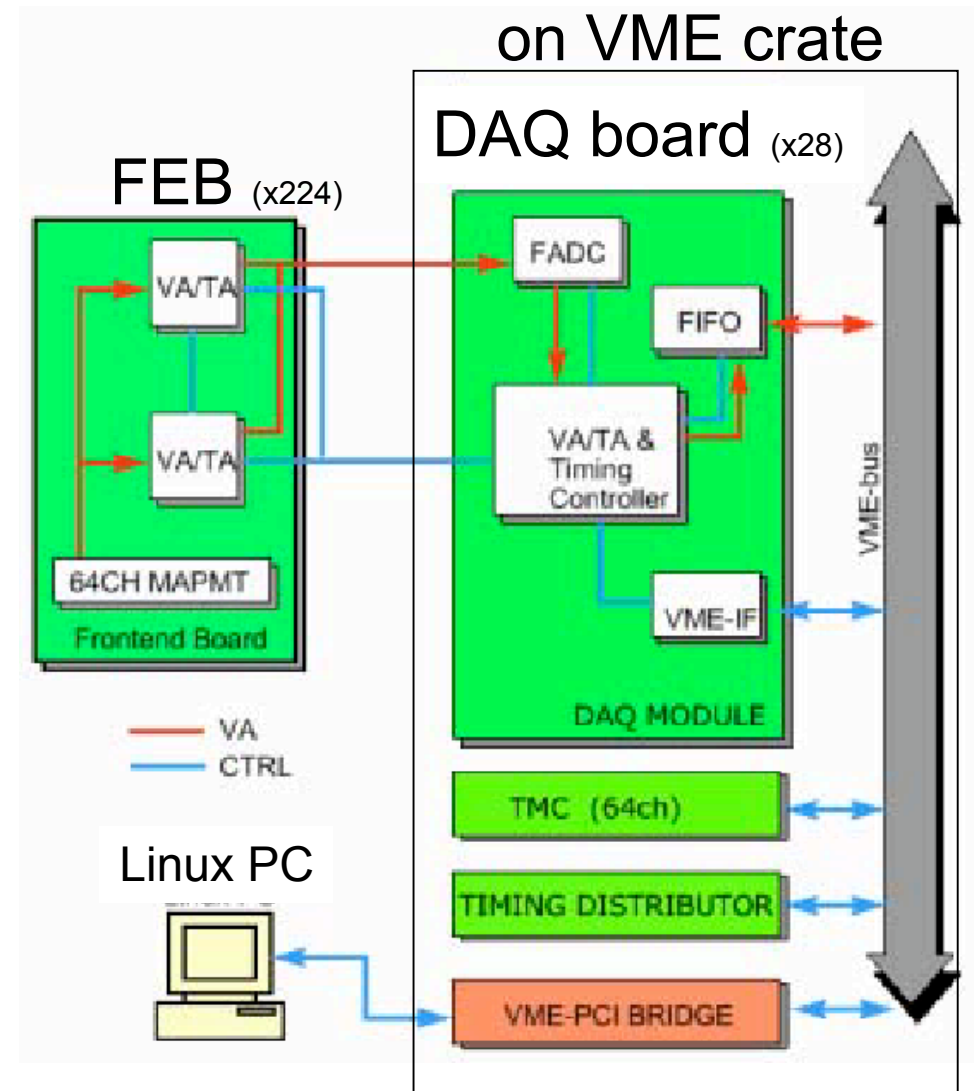 on VME crate
DAQ board (x28)
FEB (x224)
VA/TA
VA/TA
64CH MAPMT
Frontend Board
FADC
FIFO
VA/TA &
Timing
Controller
VME-IF
DAQ MODULE
VME-bus
VA
CTRL
TMC (64ch)
TIMING DISTRIBUTOR
VME-PCI BRIDGE
Linux PC